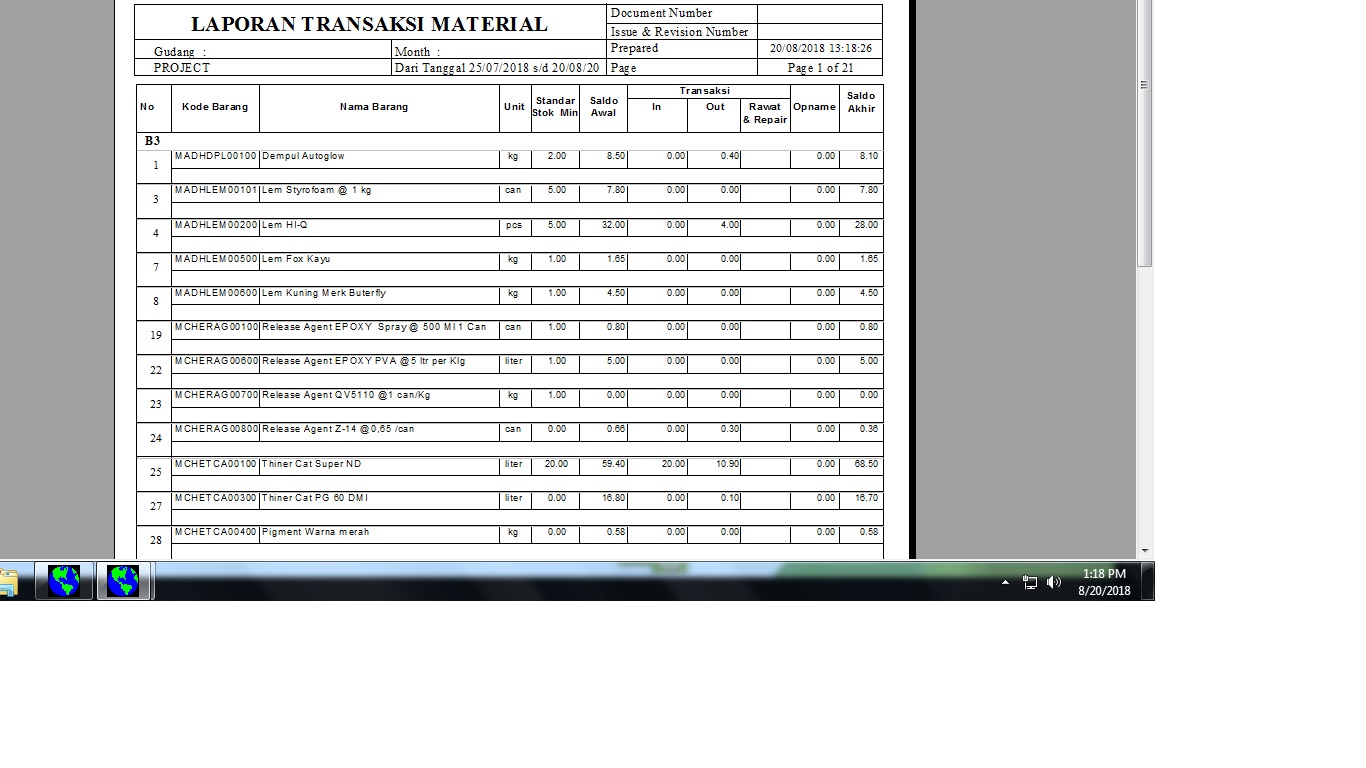 LAPORAN TRANSAKSI MATERIAL
Document Number
Issue & Revision Number
Gudang :
Month :
Prepared
20/08/2018 13:18:26
PROJECT
Dari Tanggal 25/07/2018 s/d 20/08/20
Page
Page 1 of 21
No Kode Barang Nama Barang Unit Standar Stok Min Saldo Awal Transaksi In Out Rawat & Repair Opname Saldo Akhir
B3
1 MADHDPL00100 Dempul Autoglow kg 2.00 8.50 0.00 0.40 0.00 8.10
3 MADHLEM00101 Lem Styrofoam @ 1 kg can 5.00 7.80 0.00 0.00 0.00 7.80
4 MADHLEM00200 Lem HI-Q pcs 5.00 32.00 0.00 4.00 0.00 28.00
7 MADHLEM00500 Lem Fox Kayu kg 1.00 1.65 0.00 0.00 0.00 1.65
8 MADHLEM00600 Lem Kuning Merk Buterfly kg 1.00 4.50 0.00 0.00 0.00 4.50
19 MCHERAG00100 Release Agent EPOXY Spray @ 500 Ml 1 Can can 1.00 0.80 0.00 0.00 0.00 0.80
22 MCHERAG00600 Release Agent EPOXY PVA @5 ltr per Klg liter 1.00 5.00 0.00 0.00 0.00 5.00
23 MCHERAG00700 Release Agent QV5110 @1 can/Kg kg 1.00 0.00 0.00 0.00 0.00 0.00
24 MCHERAG00800 Release Agent Z-14 @0,65 /can can 0.00 0.66 0.00 0.30 0.00 0.36
25 MCHETCA00100 Thiner Cat Super ND liter 20.00 59.40 20.00 10.90 0.00 68.50
27 MCHETCA00300 Thiner Cat PG 60 DMI liter 0.00 16.80 0.00 0.10 0.00 16.70
28 MCHETCA00400 Pigment Warna merah kg 0.00 0.58 0.00 0.00 0.00 0.58
1:18 PM
8/20/2018